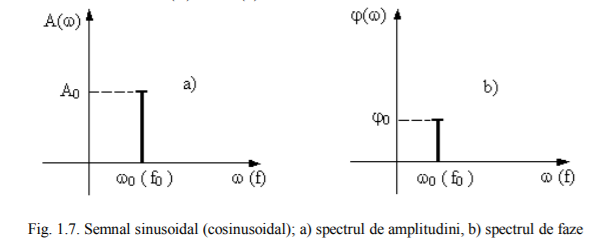 A(ω)
a)
A₀
ω₀ ( f₀ )
ω (f)
φ(ω)
b)
φ₀
ω₀ ( f₀ )
ω (f)
Fig. 1.7. Semnal sinusoidal (cosinusoidal); a) spectrul de amplitudini, b) spectrul de faze